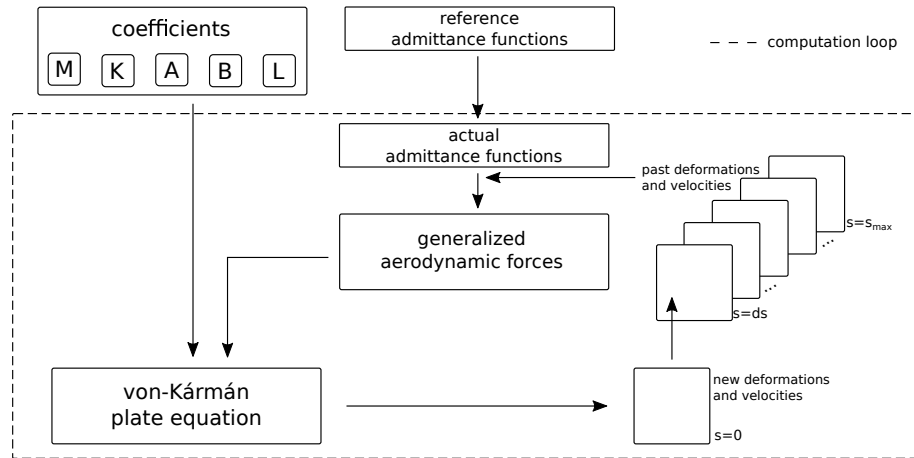 coefficients
M K A B L
reference
admittance functions
computation loop
actual
admittance functions
past deformations
and velocities
generalized
aerodynamic forces
s=smax
s=ds
von-Kármán
plate equation
new deformations
and velocities
s=0